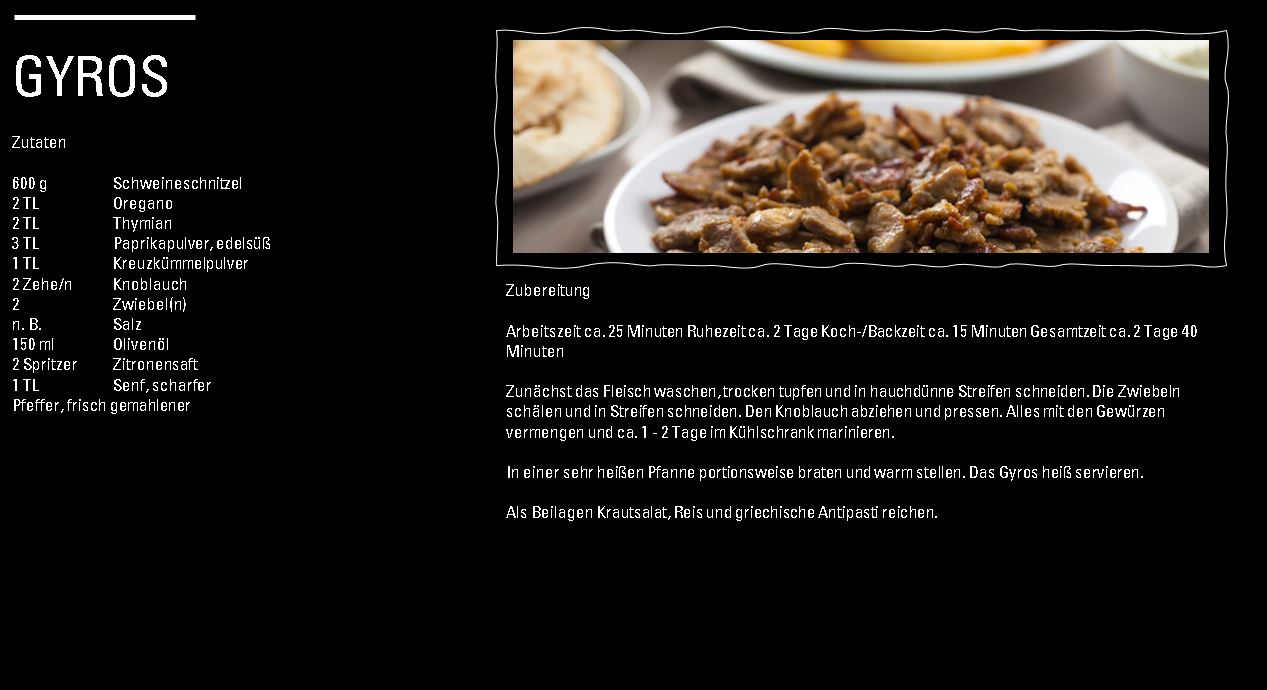 GYROS
Zutaten
600 g Schweineschnitzel
2 TL Oregano
2 TL Thymian
3 TL Paprikapulver, edelsüß
1 TL Kreuzkümmelpulver
2 Zehe/n Knoblauch
2 Zwiebel(n)
n. B. Salz
150 ml Olivenöl
2 Spritzer Zitronensaft
1 TL Senf, scharfer
Pfeffer, frisch gemahlener
Zubereitung
Arbeitszeit ca. 25 Minuten Ruhezeit ca. 2 Tage Koch-/Backzeit ca. 15 Minuten Gesamtzeit ca. 2 Tage 40
Minuten
Zunächst das Fleisch waschen, trocken tupfen und in hauchdünne Streifen schneiden. Die Zwiebeln
schälen und in Streifen schneiden. Den Knoblauch abziehen und pressen. Alles mit den Gewürzen
vermengen und ca. 1 - 2 Tage im Kühlschrank marinieren.
In einer sehr heißen Pfanne portionsweise braten und warm stellen. Das Gyros heiß servieren.
Als Beilagen Krautsalat, Reis und griechische Antipasti reichen.